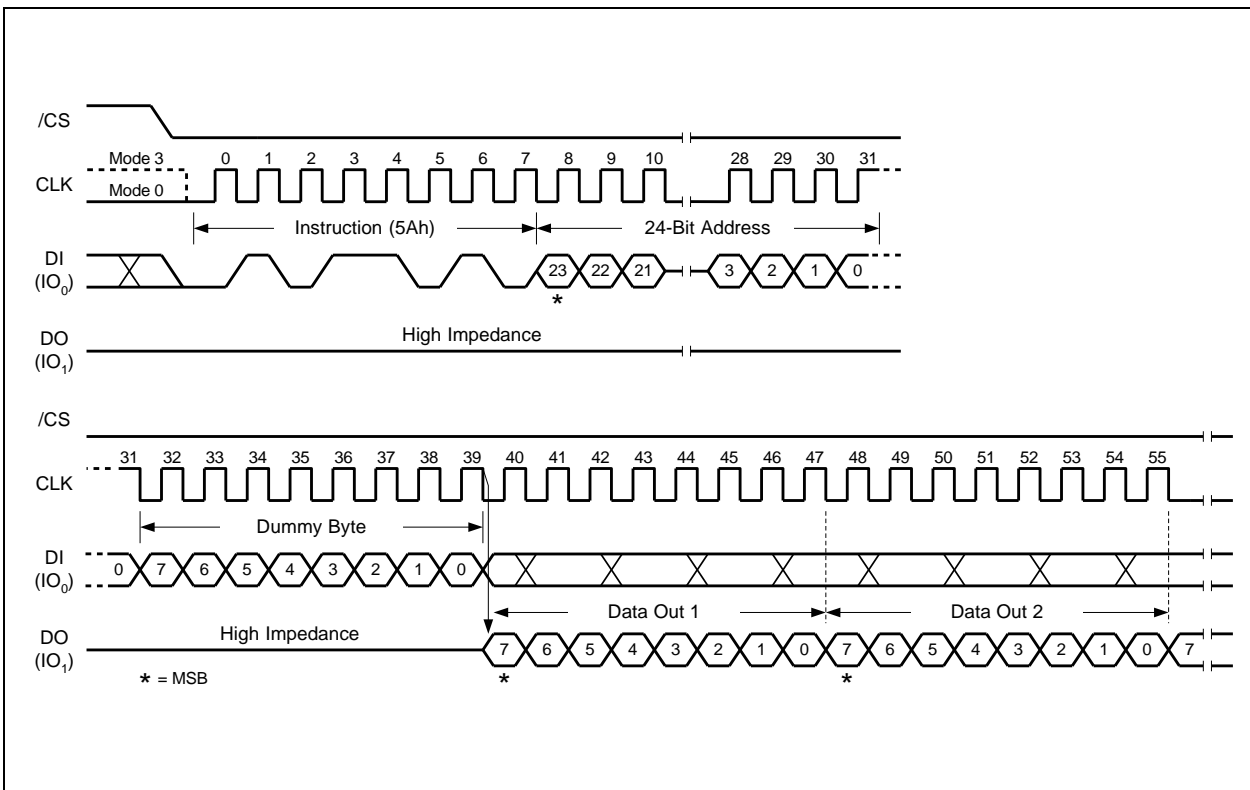 /CS
Mode 3 0 1 2 3 4 5 6 7 8 9 10 28 29 30 31
CLK
Mode 0
Instruction (5Ah) 24-Bit Address
DI
(IO0)
23 22 21 3 2 1 0
*
High Impedance
DO
(IO1)
/CS
31 32 33 34 35 36 37 38 39 40 41 42 43 44 45 46 47 48 49 50 51 52 53 54 55
CLK
Dummy Byte
DI
(IO0)
0 7 6 5 4 3 2 1 0
Data Out 1 Data Out 2
High Impedance
DO
(IO1)
7 6 5 4 3 2 1 0 7 6 5 4 3 2 1 0 7
* = MSB * *